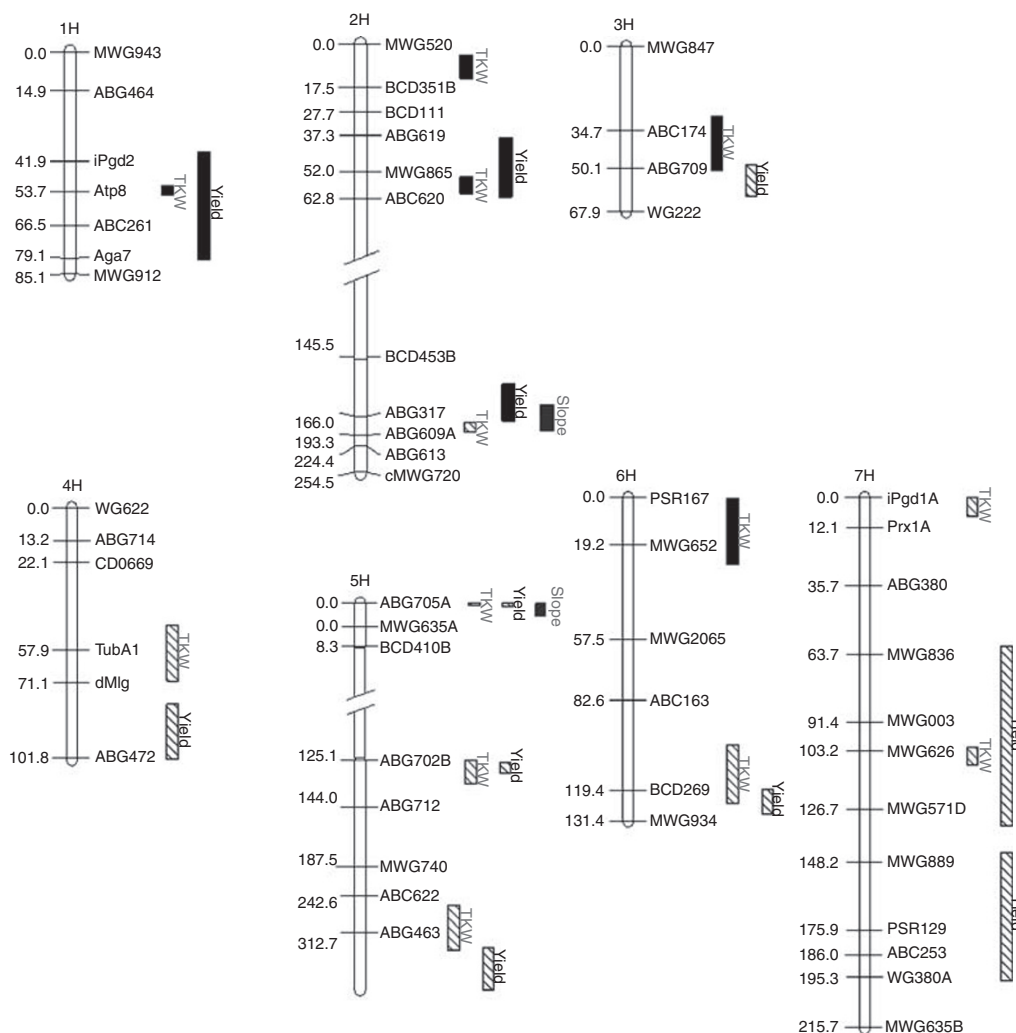 1H
0.0 MWG943
14.9 ABG464
41.9 iPgd2
53.7 Atp8
66.5 ABC261
79.1 Aga7
85.1 MWG912
TKW
Yield
2H
0.0 MWG520
17.5 BCD351B
27.7 BCD111
37.3 ABG619
52.0 MWG865
62.8 ABC620
145.5 BCD453B
166.0 ABG317
193.3 ABG609A
224.4 ABG613
254.5 cMWG720
TKW
Yield
TKW
Yield
Slope
TKW
3H
0.0 MWG847
34.7 ABC174
50.1 ABG709
67.9 WG222
TKW
Yield
4H
0.0 WG622
13.2 ABG714
22.1 CD0669
57.9 TubA1
71.1 dMlg
101.8 ABG472
TKW
Yield
5H
0.0 ABG705A
0.0 MWG635A
8.3 BCD410B
125.1 ABG702B
144.0 ABG712
187.5 MWG740
242.6 ABC622
312.7 ABG463
TKW
Yield
Slope
TKW
Yield
TKW
Yield
6H
0.0 PSR167
19.2 MWG652
57.5 MWG2065
82.6 ABC163
119.4 BCD269
131.4 MWG934
TKW
TKW
Yield
7H
0.0 iPgd1A
12.1 Prx1A
35.7 ABG380
63.7 MWG836
91.4 MWG003
103.2 MWG626
126.7 MWG571D
148.2 MWG889
175.9 PSR129
186.0 ABC253
195.3 WG380A
215.7 MWG635B
TKW
TKW
Yield
Yield